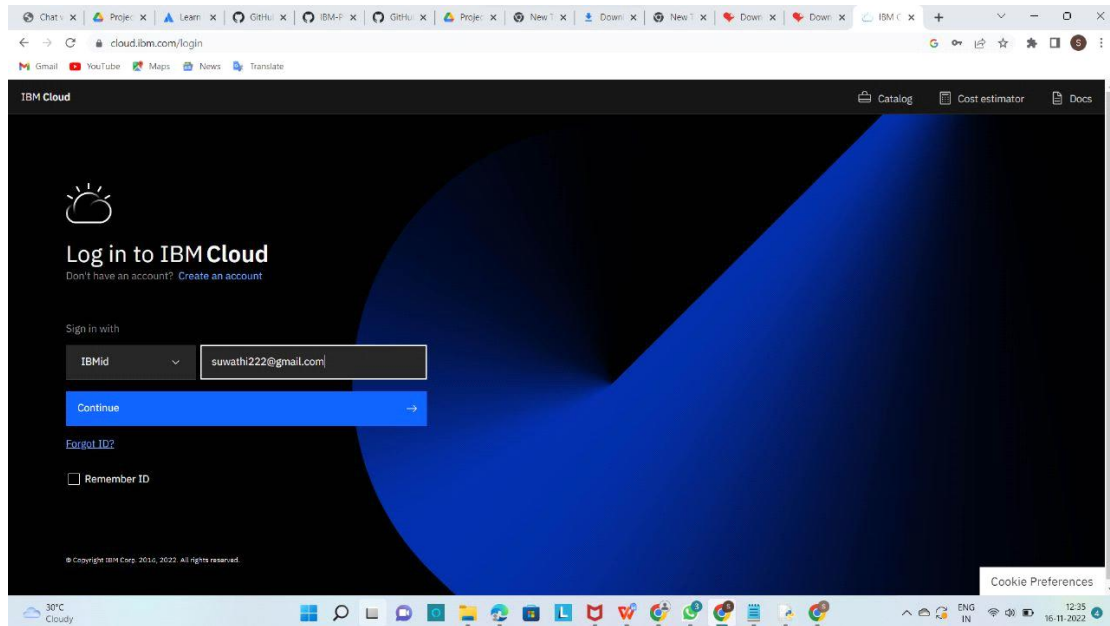 Chat v Projec Learn GitHu IBM-P GitHu Projec New T Down New T Down Down IBM C
cloud.ibm.com/login
Gmail YouTube Maps News Translate
IBM Cloud Catalog Cost estimator Docs
Log in to IBM Cloud
Don't have an account? Create an account
Sign in with
IBMid suwathi222@gmail.com
Continue
Forgot ID?
Remember ID
© Copyright IBM Corp. 2014, 2022. All rights reserved.
Cookie Preferences
30°C
Cloudy
ENG
IN
12:35
16-11-2022